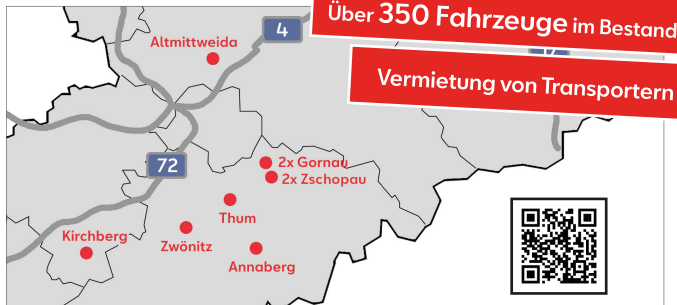 Über 350 Fahrzeuge im Bestand
4
Altmittweida
Vermietung von Transportern
72
2x Gornau
2x Zschopau
Thum
Kirchberg
Zwönitz
Annaberg